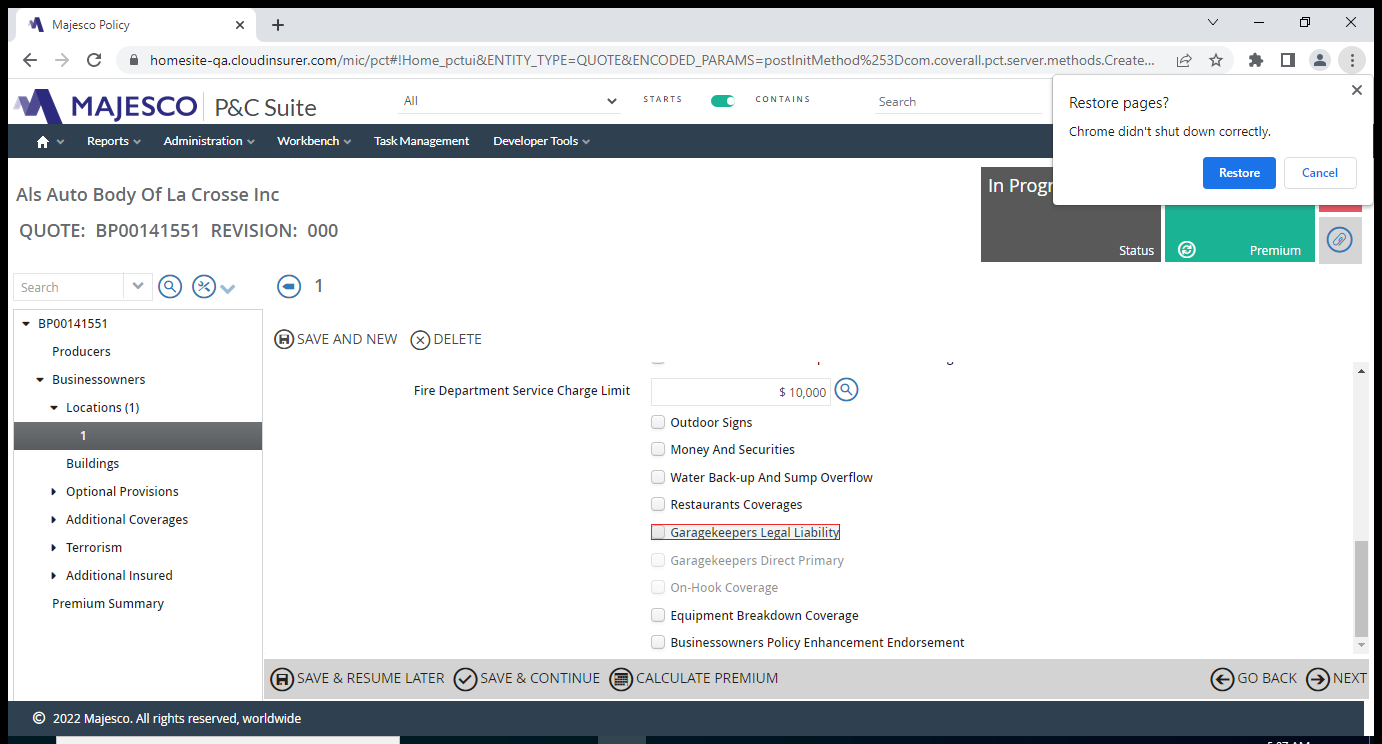 Majesco Policy
homesite-qa.cloudinsurer.com/mic/pct#!Home_pctui&ENTITY_TYPE=QUOTE&ENCODED_PARAMS=postInitMethod%253Dcom.coverall.pct.server.methods.Create...
Restore pages?
Chrome didn't shut down correctly.
Restore
Cancel
MAJESCO P&C Suite
All
STARTS
CONTAINS
Search
Reports
Administration
Workbench
Task Management
Developer Tools
Als Auto Body Of La Crosse Inc
QUOTE: BP00141551 REVISION: 000
In Progr
Status
Premium
Search
1
BP00141551
Producers
Businessowners
Locations (1)
1
Buildings
Optional Provisions
Additional Coverages
Terrorism
Additional Insured
Premium Summary
SAVE AND NEW
DELETE
Fire Department Service Charge Limit
$ 10,000
Outdoor Signs
Money And Securities
Water Back-up And Sump Overflow
Restaurants Coverages
Garagekeepers Legal Liability
Garagekeepers Direct Primary
On-Hook Coverage
Equipment Breakdown Coverage
Businessowners Policy Enhancement Endorsement
SAVE & RESUME LATER
SAVE & CONTINUE
CALCULATE PREMIUM
GO BACK
NEXT
© 2022 Majesco. All rights reserved, worldwide